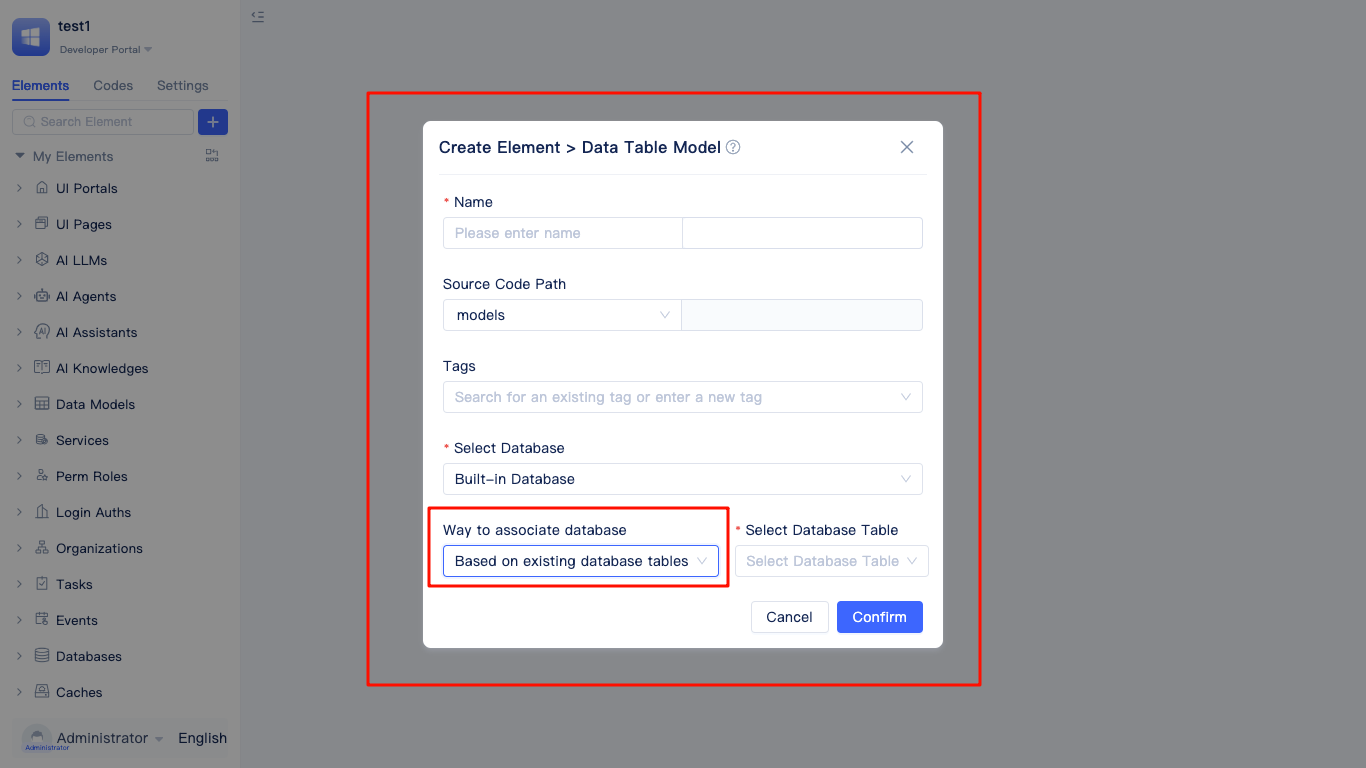 test1
Developer Portal
Elements Codes Settings
Search Element
My Elements
UI Portals
UI Pages
AI LLMs
AI Agents
AI Assistants
AI Knowledges
Data Models
Services
Perm Roles
Login Auths
Organizations
Tasks
Events
Databases
Caches
Administrator
Administrator English
Create Element > Data Table Model
* Name
Please enter name
Source Code Path
models
Tags
Search for an existing tag or enter a new tag
* Select Database
Built-in Database
Way to associate database * Select Database Table
Based on existing database tables Select Database Table
Cancel Confirm